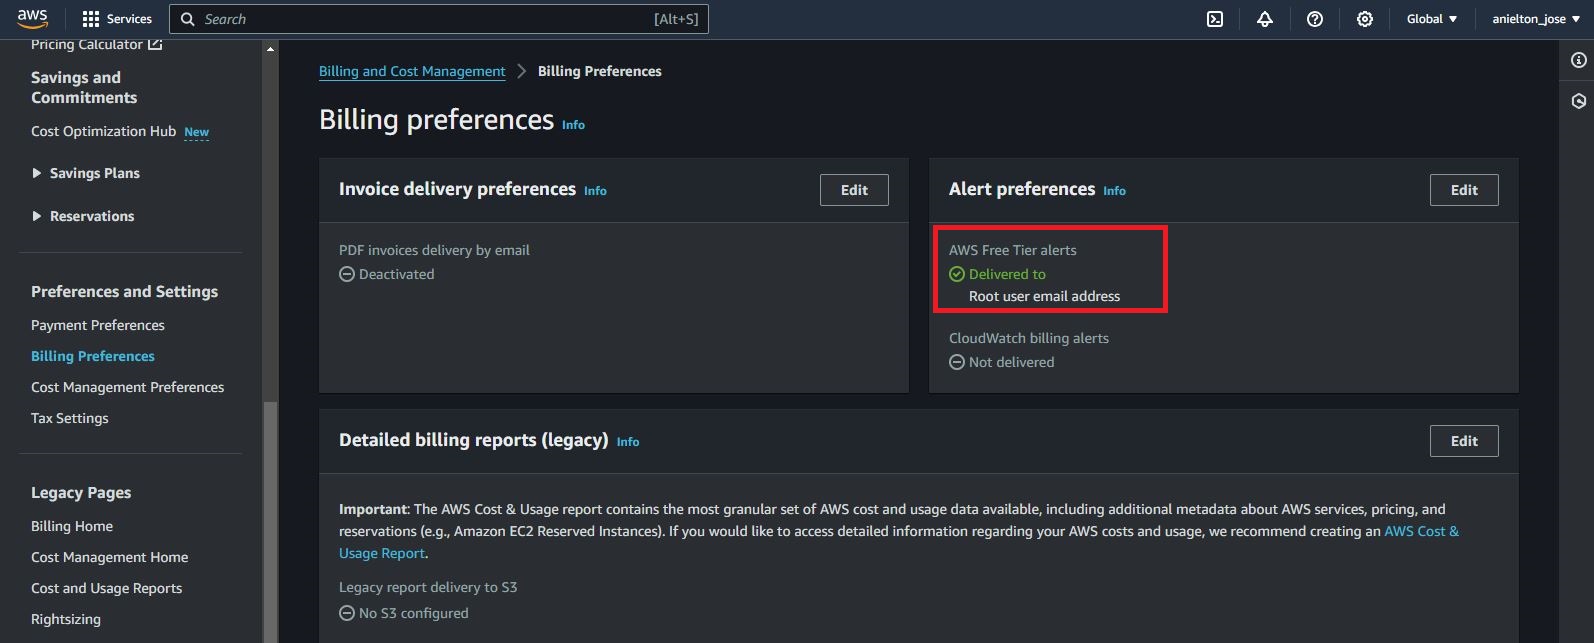 aws
Services
Search
[Alt+S]
Global
anielton_jose
Pricing Calculator
Savings and
Commitments
Cost Optimization Hub New
Savings Plans
Reservations
Preferences and Settings
Payment Preferences
Billing Preferences
Cost Management Preferences
Tax Settings
Legacy Pages
Billing Home
Cost Management Home
Cost and Usage Reports
Rightsizing
Billing and Cost Management
Billing Preferences
Billing preferences Info
Invoice delivery preferences Info
Edit
PDF invoices delivery by email
Deactivated
Alert preferences Info
Edit
AWS Free Tier alerts
Delivered to
Root user email address
CloudWatch billing alerts
Not delivered
Detailed billing reports (legacy) Info
Edit
Important: The AWS Cost & Usage report contains the most granular set of AWS cost and usage data available, including additional metadata about AWS services, pricing, and
reservations (e.g., Amazon EC2 Reserved Instances). If you would like to access detailed information regarding your AWS costs and usage, we recommend creating an AWS Cost &
Usage Report.
Legacy report delivery to S3
No S3 configured